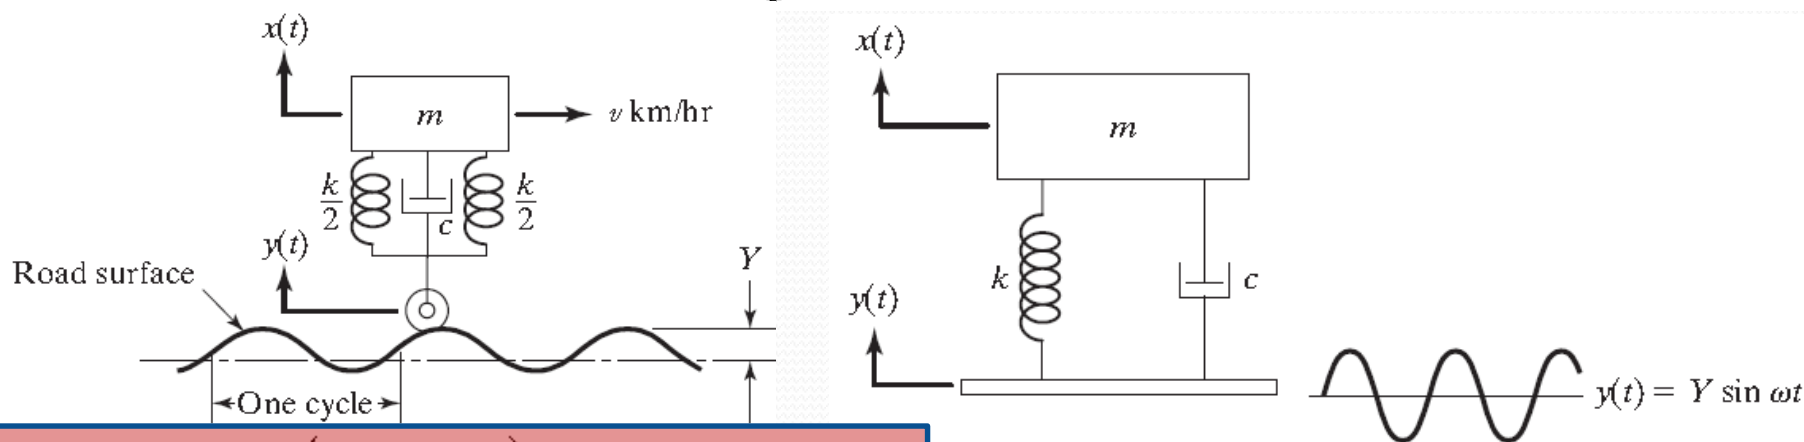 x(t)
m
v km/hr
k/2
c
k/2
y(t)
Road surface
Y
One cycle
x(t)
m
k
c
y(t)
y(t) = Y sin ωt